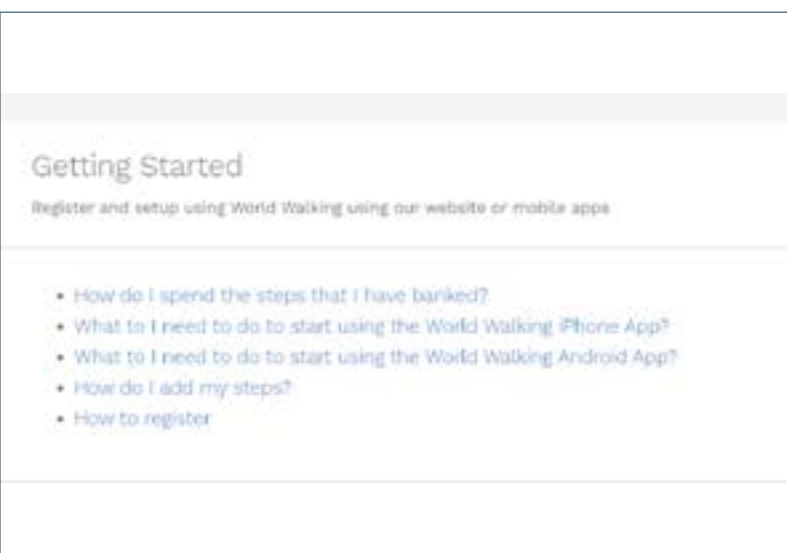 Getting Started
Register and setup using World Walking using our website or mobile apps
• How do I spend the steps that I have banked?
• What to I need to do to start using the World Walking iPhone App?
• What to I need to do to start using the World Walking Android App?
• How do I add my steps?
• How to register